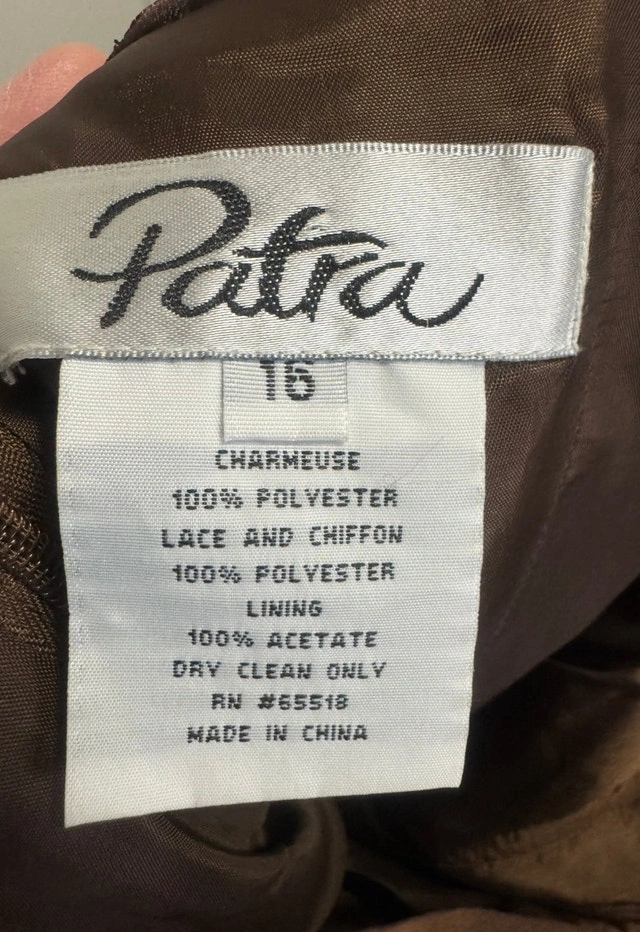 Patra
16
CHARMEUSE
100% POLYESTER
LACE AND CHIFFON
100% POLYESTER
LINING
100% ACETATE
DRY CLEAN ONLY
RN #65518
MADE IN CHINA